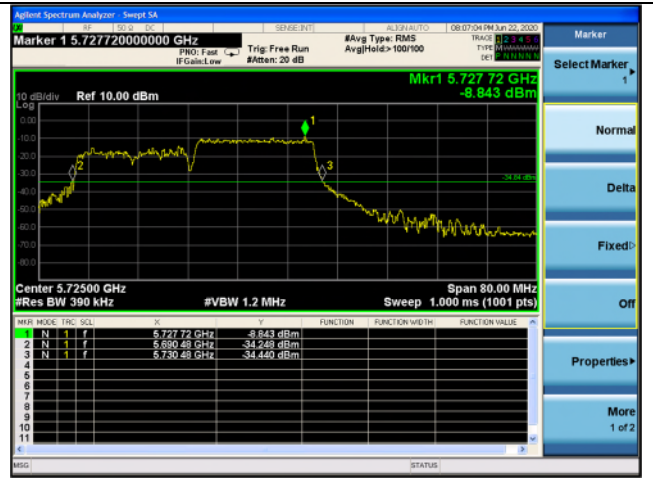 Agilent Spectrum Analyzer - Swept SA
RF 50 Ω DC SENSE:INT ALIGN AUTO 08:07:04 PM Jun 22, 2020
Marker 1 5.727720000000 GHz
PNO: Fast
IFGain:Low
Trig: Free Run
#Atten: 20 dB
#Avg Type: RMS
Avg|Hold:> 100/100
TRACE 1 2 3 4 5 6
TYPE
DET P N N N N N
Mkr1 5.727 72 GHz
-8.843 dBm
10 dB/div Ref 10.00 dBm
Log
0.00
-10.0
-20.0
-30.0
-40.0
-50.0
-60.0
-70.0
-80.0
1
2
3
-34.84 dBm
Center 5.72500 GHz Span 80.00 MHz
#Res BW 390 kHz #VBW 1.2 MHz Sweep 1.000 ms (1001 pts)
MKR MODE TRC SCL X Y FUNCTION FUNCTION WIDTH FUNCTION VALUE
1 N 1 f 5.727 72 GHz -8.843 dBm
2 N 1 f 5.690 48 GHz -34.248 dBm
3 N 1 f 5.730 48 GHz -34.440 dBm
4
5
6
7
8
9
10
11
MSG STATUS
Marker
Select Marker
1
Normal
Delta
Fixed
Off
Properties
More
1 of 2